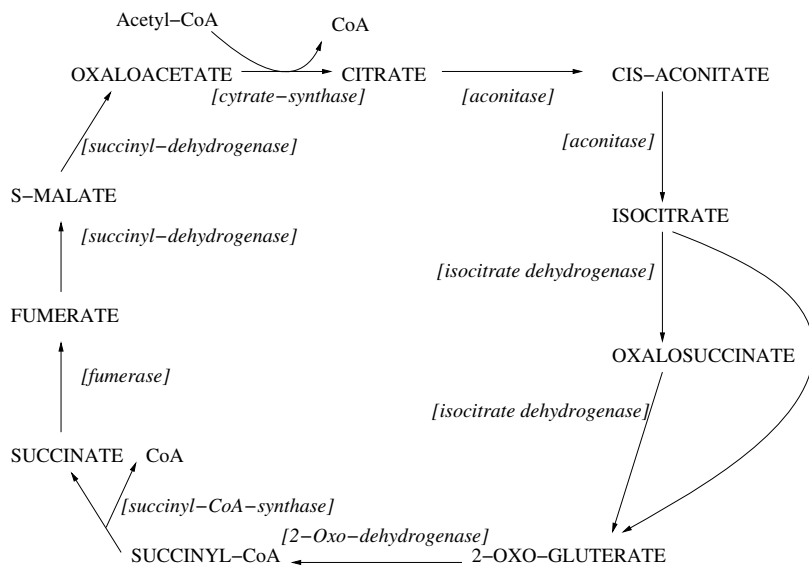 Acetyl−CoA
CoA
OXALOACETATE
CITRATE
CIS−ACONITATE
[cytrate−synthase]
[aconitase]
[aconitase]
[succinyl−dehydrogenase]
S−MALATE
ISOCITRATE
[succinyl−dehydrogenase]
[isocitrate dehydrogenase]
FUMERATE
OXALOSUCCINATE
[fumerase]
[isocitrate dehydrogenase]
SUCCINATE
CoA
[succinyl−CoA−synthase]
[2−Oxo−dehydrogenase]
SUCCINYL−CoA
2−OXO−GLUTERATE